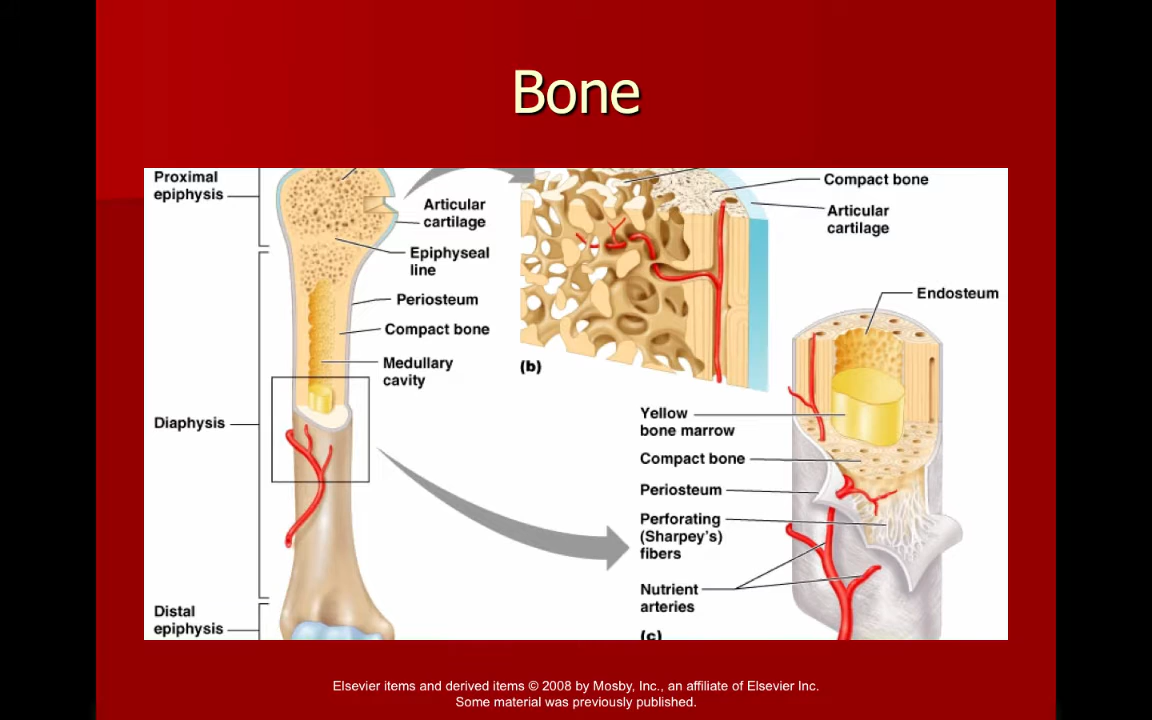 Bone
Proximal
epiphysis
Articular
cartilage
Epiphyseal
line
Periosteum
Compact bone
Medullary
cavity
Diaphysis
Distal
epiphysis
(b)
Compact bone
Articular
cartilage
Endosteum
Yellow
bone marrow
Compact bone
Periosteum
Perforating
(Sharpey's)
fibers
Nutrient
arteries
(c)
Elsevier items and derived items © 2008 by Mosby, Inc., an affiliate of Elsevier Inc.
Some material was previously published.